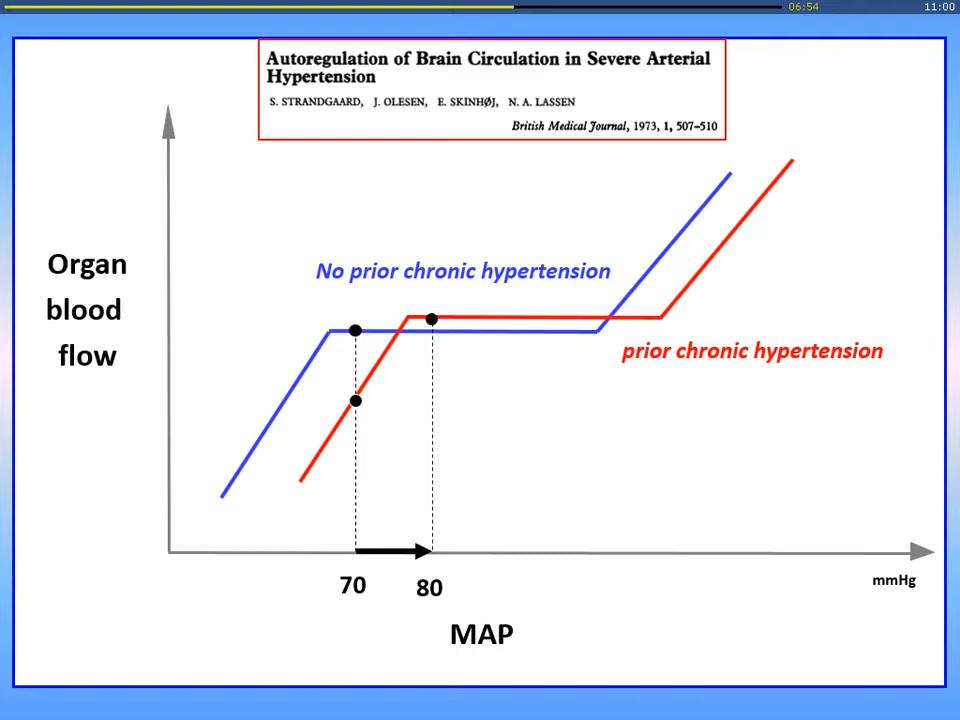 06:54
11:00
Autoregulation of Brain Circulation in Severe Arterial
Hypertension
S. STRANDGAARD, J. OLESEN, E. SKINHØJ, N. A. LASSEN
British Medical Journal, 1973, 1, 507–510
Organ
blood
flow
No prior chronic hypertension
prior chronic hypertension
70
80
mmHg
MAP